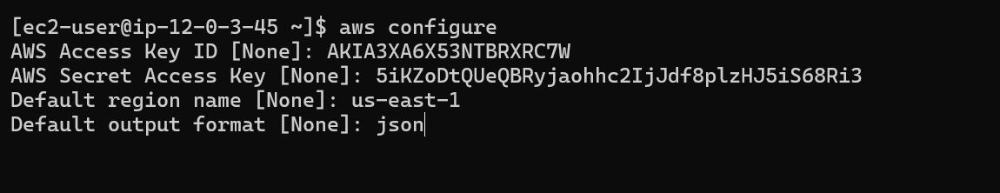 [ec2-user@ip-12-0-3-45 ~]$ aws configure
AWS Access Key ID [None]: AKIA3XA6X53NTBRXRC7W
AWS Secret Access Key [None]: 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
Default region name [None]: us-east-1
Default output format [None]: json